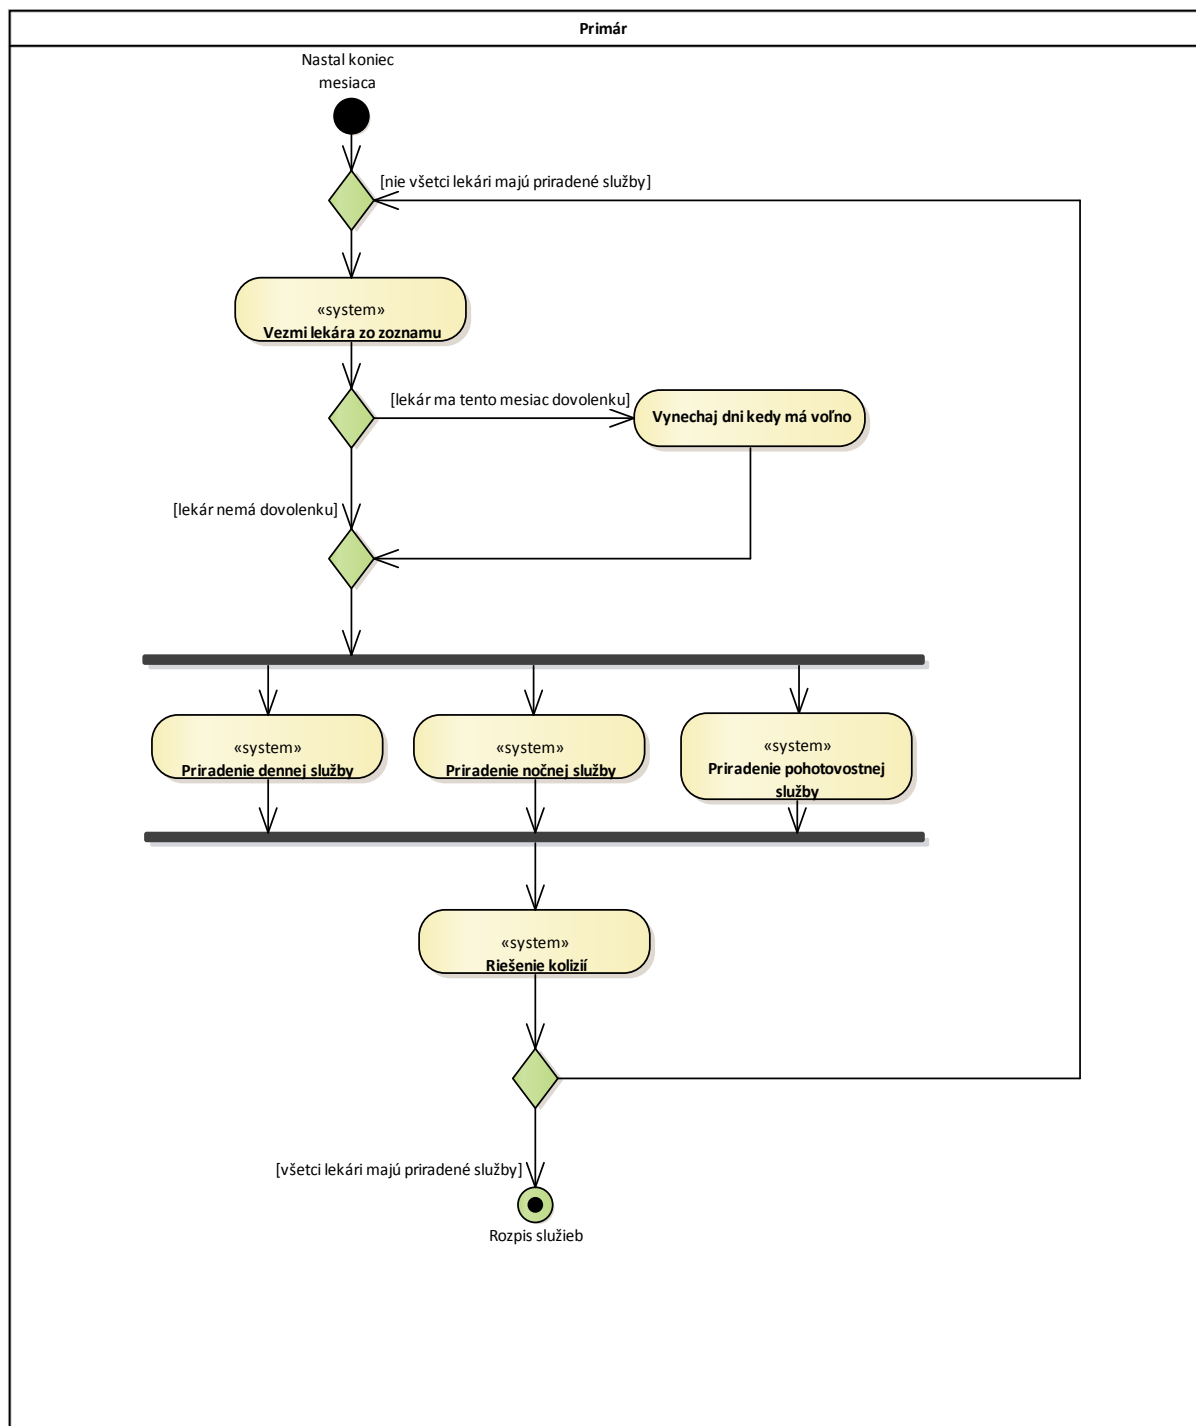 Primár
Nastal koniec
mesiaca
[nie všetci lekári majú priradené služby]
«system»
Vezmi lekára zo zoznamu
[lekár ma tento mesiac dovolenku]
Vynechaj dni kedy má voľno
[lekár nemá dovolenku]
«system»
Priradenie dennej služby
«system»
Priradenie nočnej služby
«system»
Priradenie pohotovostnej
služby
«system»
Riešenie kolizií
[všetci lekári majú priradené služby]
Rozpis služieb